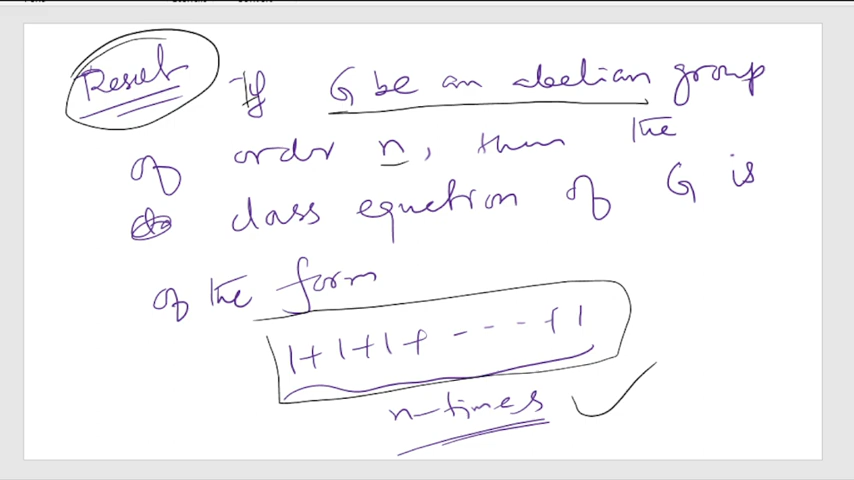 Result If G be an abelian group
of order n, then the
class equation of G is
of the form
1+1+1+ - - - - +1
n-times